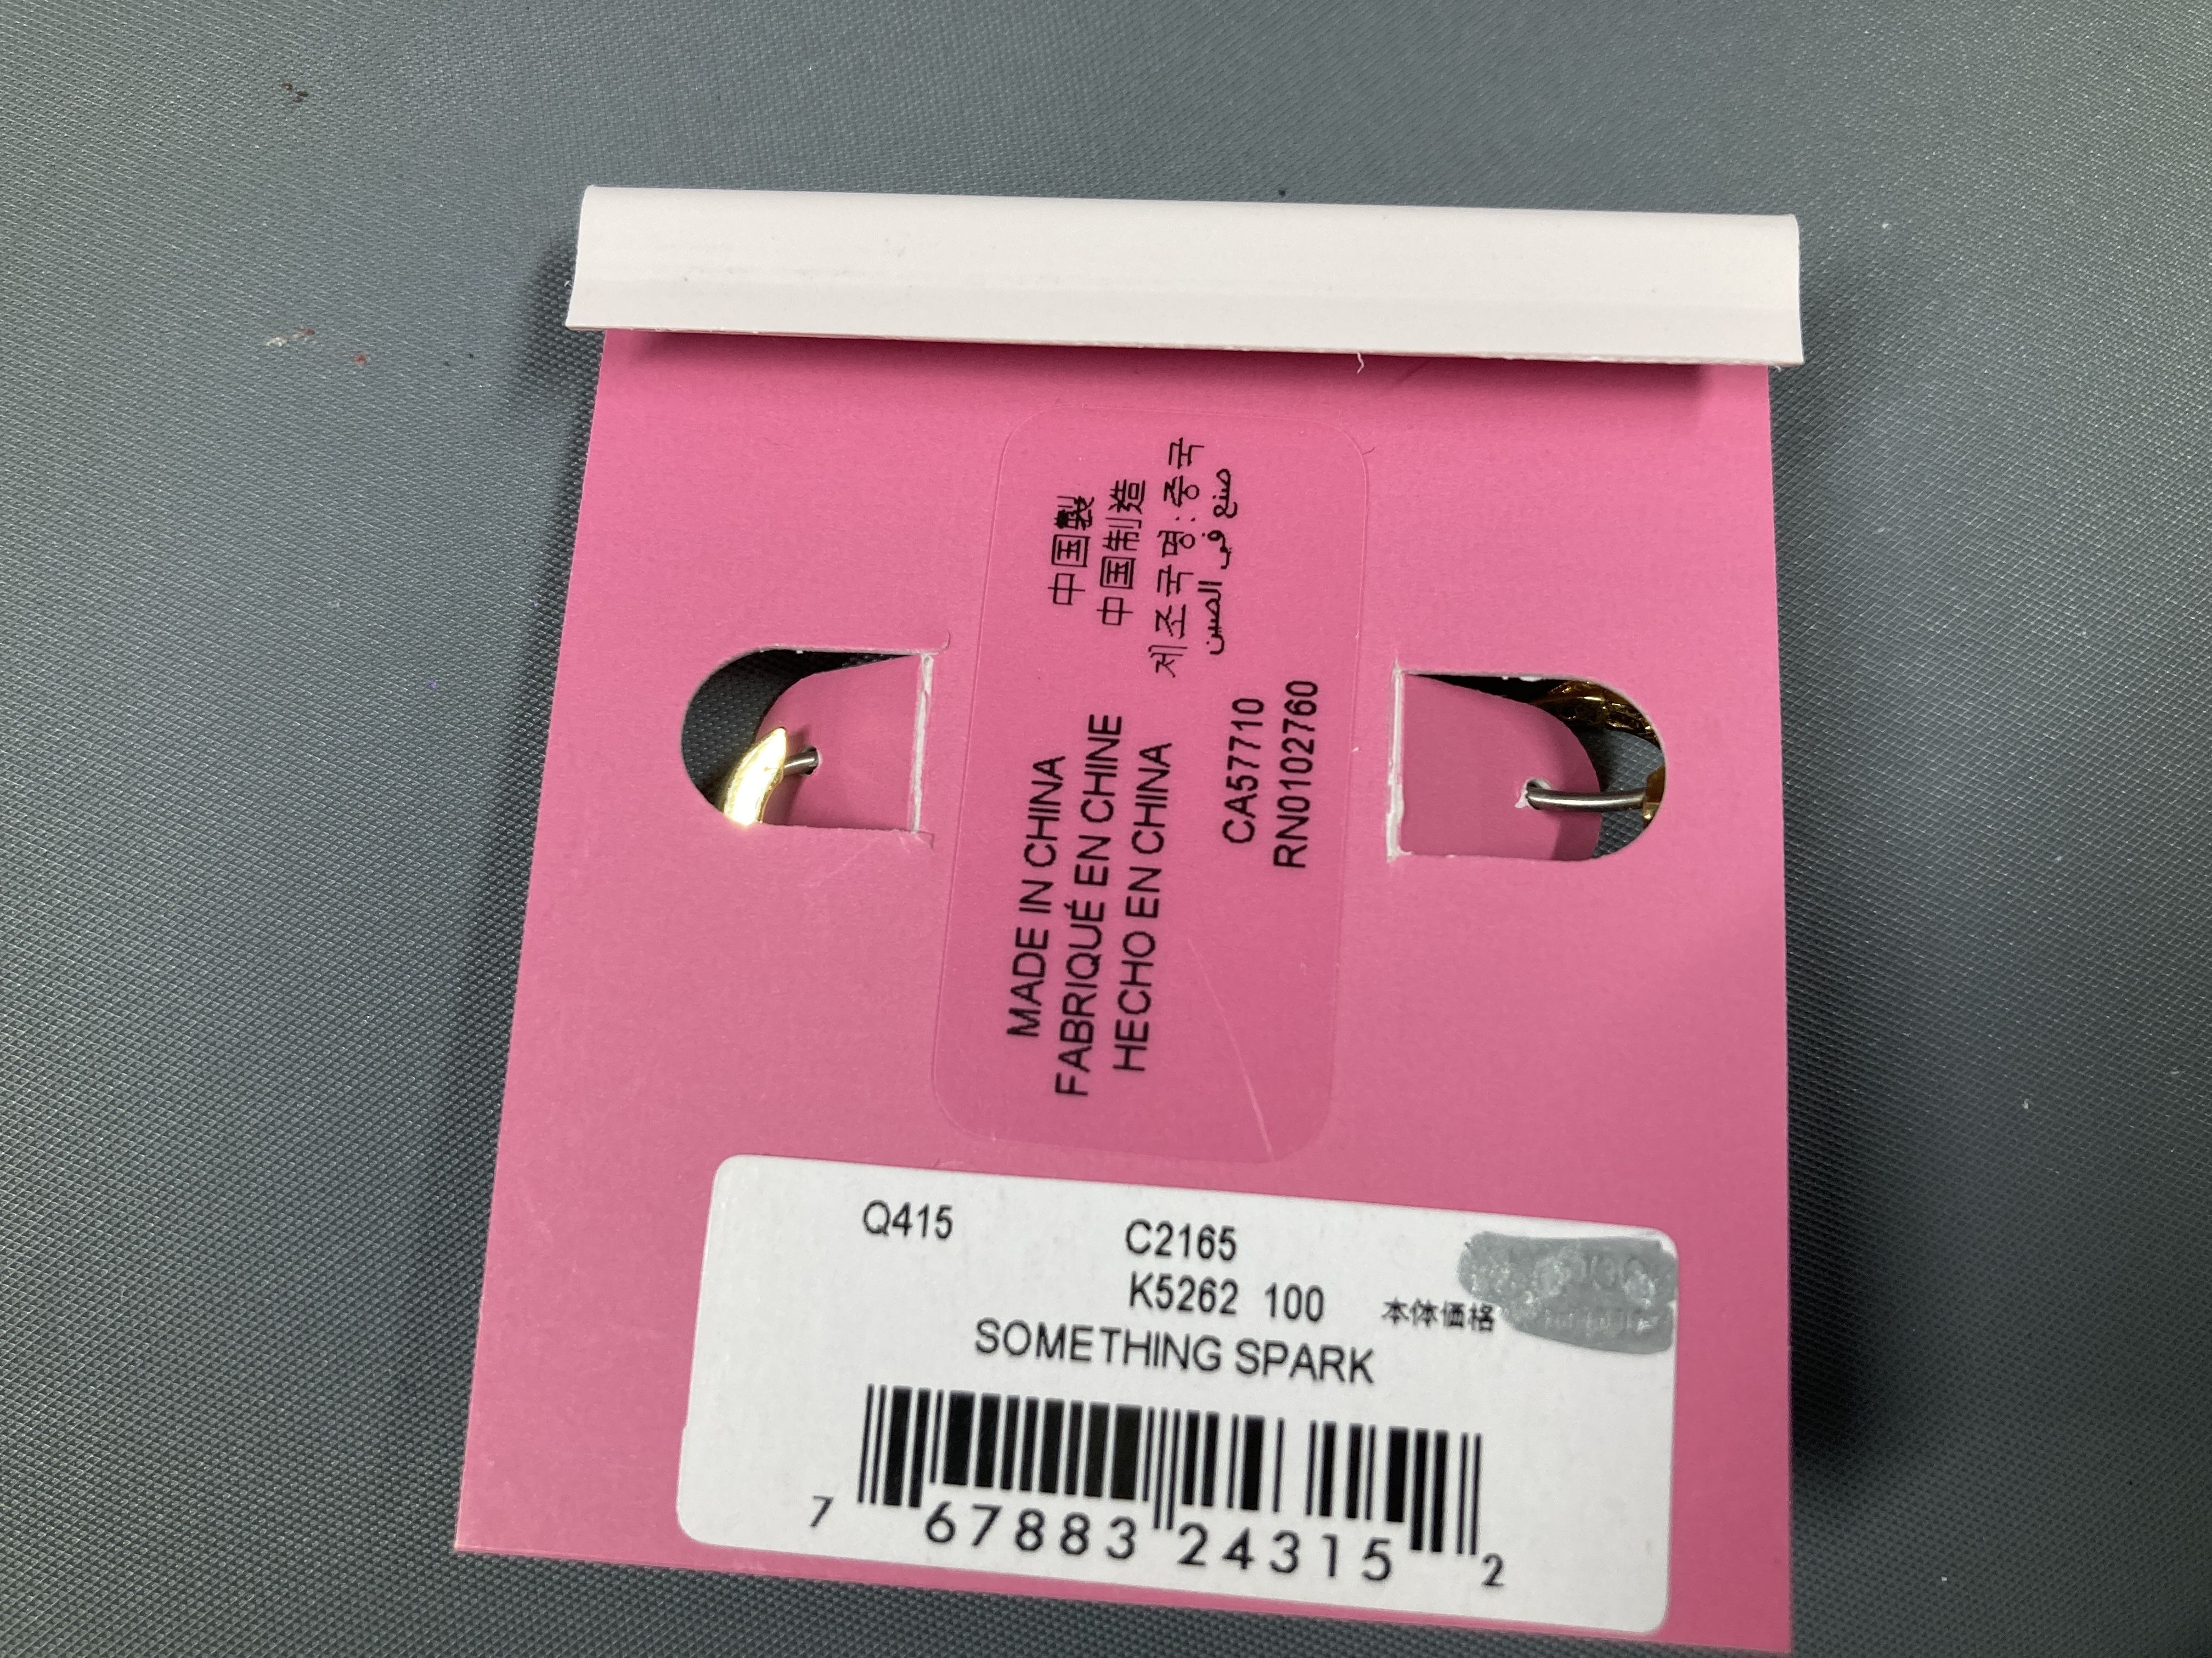 中国製
中国制造
제조국명:중국
صنع في الصين
MADE IN CHINA
FABRIQUÉ EN CHINE
HECHO EN CHINA
CA57710
RN0102760
Q415 C2165
K5262 100 本体価格
SOMETHING SPARK
7 67883 24315 2